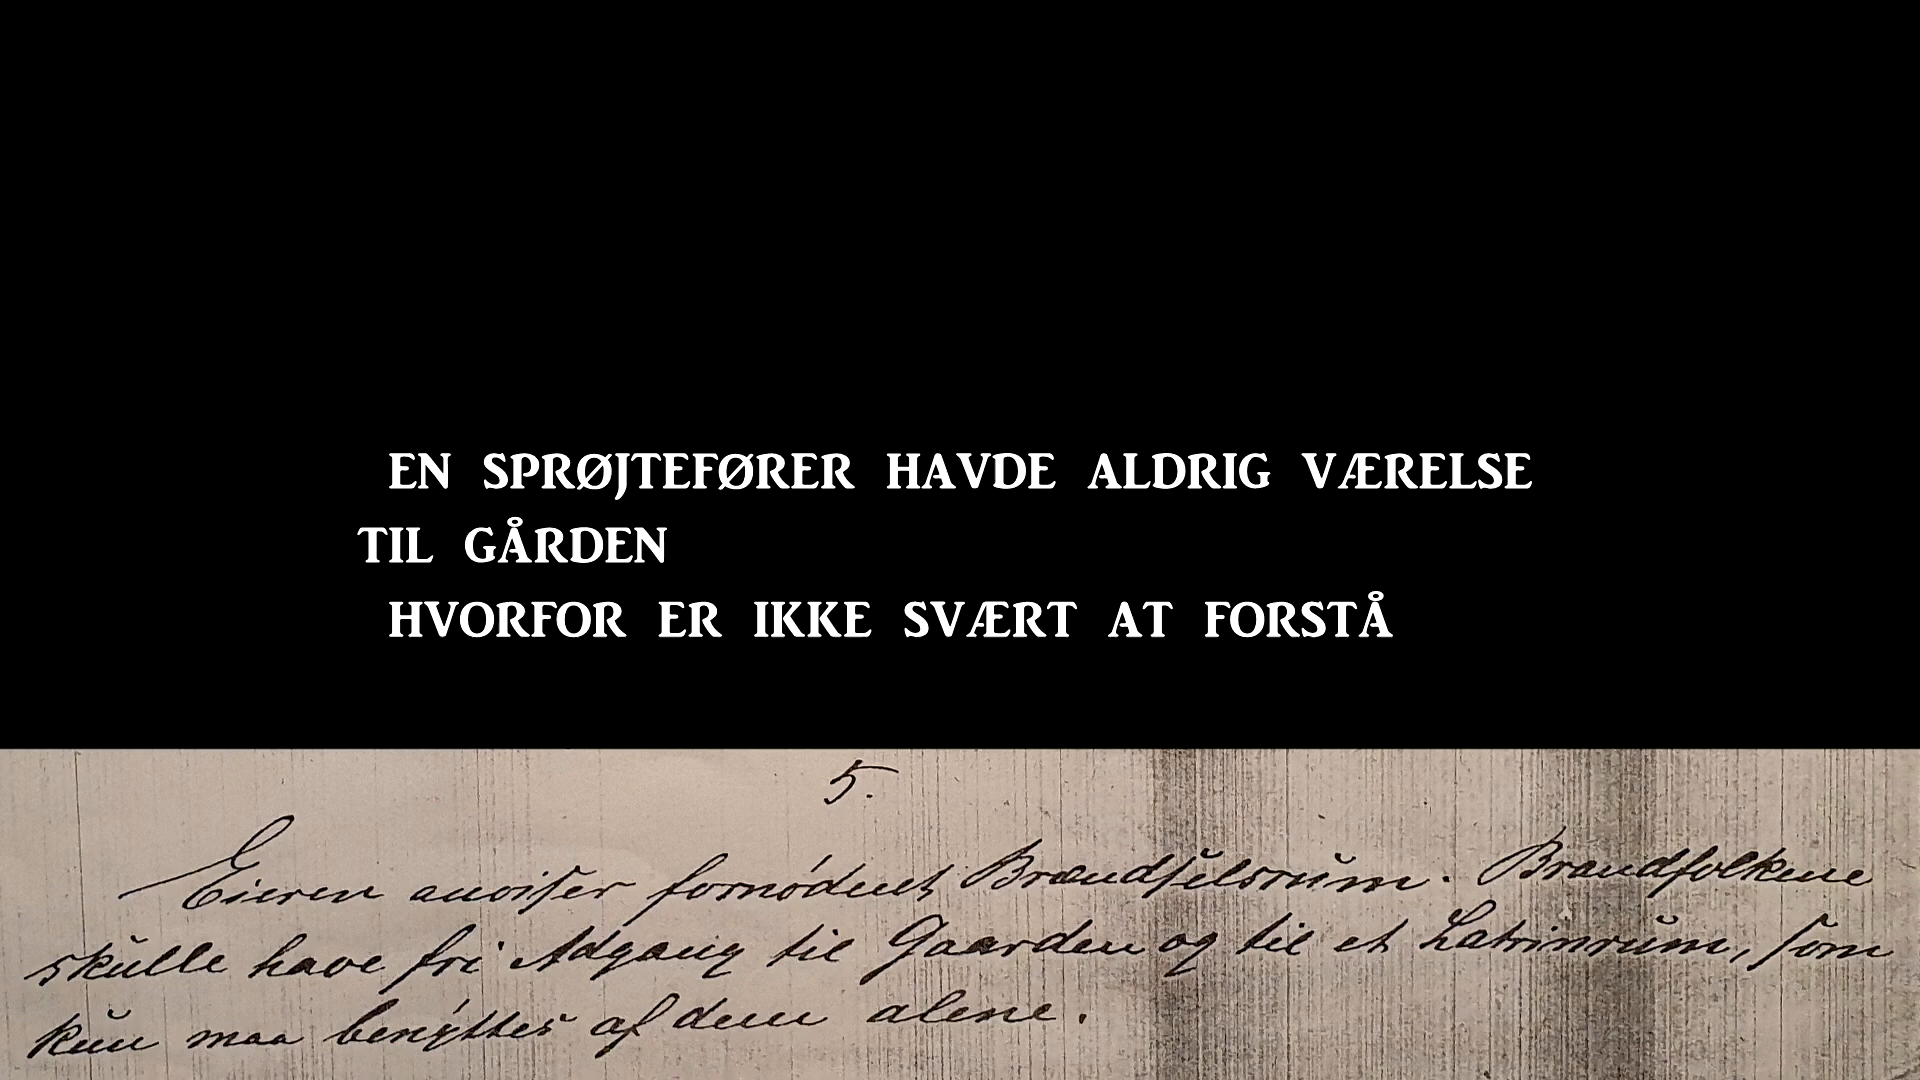 EN SPRØJTEFØRER HAVDE ALDRIG VÆRELSE
TIL GÅRDEN
HVORFOR ER IKKE SVÆRT AT FORSTÅ
5.
Eieren anviser fornødent Brændselsrum. Brandfolkene
skulle have fri Adgang til Gaarden og til et Latrinrum, som
kun maa benyttes af dem alene.